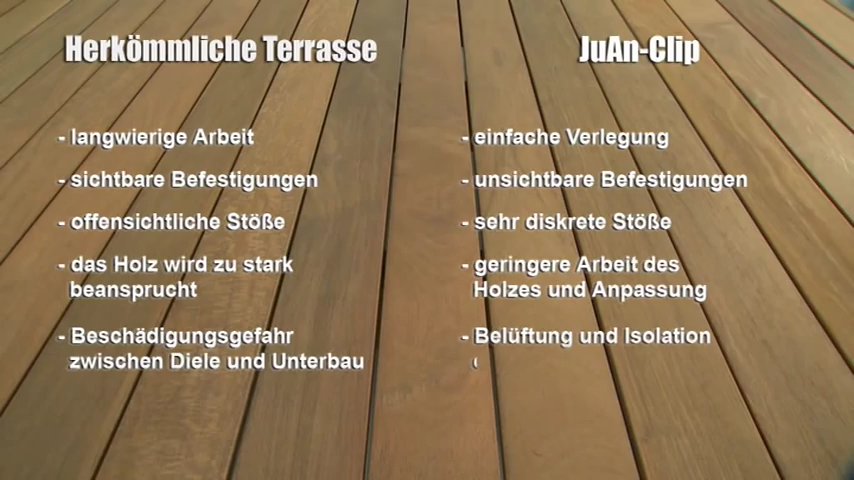 Herkömmliche Terrasse
- langwierige Arbeit
- sichtbare Befestigungen
- offensichtliche Stöße
- das Holz wird zu stark
beansprucht
- Beschädigungsgefahr
zwischen Diele und Unterbau
JuAn-Clip
- einfache Verlegung
- unsichtbare Befestigungen
- sehr diskrete Stöße
- geringere Arbeit des
Holzes und Anpassung
- Belüftung und Isolation